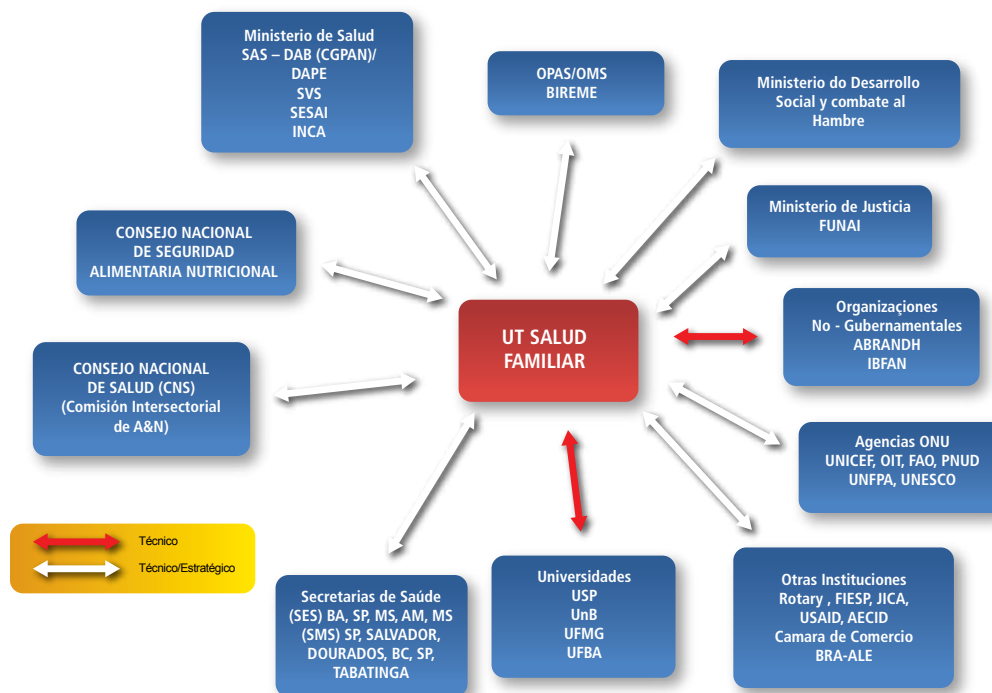 Ministerio de Salud
SAS – DAB (CGPAN)/
DAPE
SVS
SESAI
INCA
OPAS/OMS
BIREME
Ministerio do Desarrollo
Social y combate al
Hambre
Ministerio de Justicia
FUNAI
CONSEJO NACIONAL
DE SEGURIDAD
ALIMENTARIA NUTRICIONAL
UT SALUD
FAMILIAR
Organizaçiones
No - Gubernamentales
ABRANDH
IBFAN
CONSEJO NACIONAL
DE SALUD (CNS)
(Comisión Intersectorial
de A&N)
Agencias ONU
UNICEF, OIT, FAO, PNUD
UNFPA, UNESCO
Técnico
Técnico/Estratégico
Secretarias de Saúde
(SES) BA, SP, MS, AM, MS
(SMS) SP, SALVADOR,
DOURADOS, BC, SP,
TABATINGA
Universidades
USP
UnB
UFMG
UFBA
Otras Instituciones
Rotary , FIESP, JICA,
USAID, AECID
Camara de Comercio
BRA-ALE